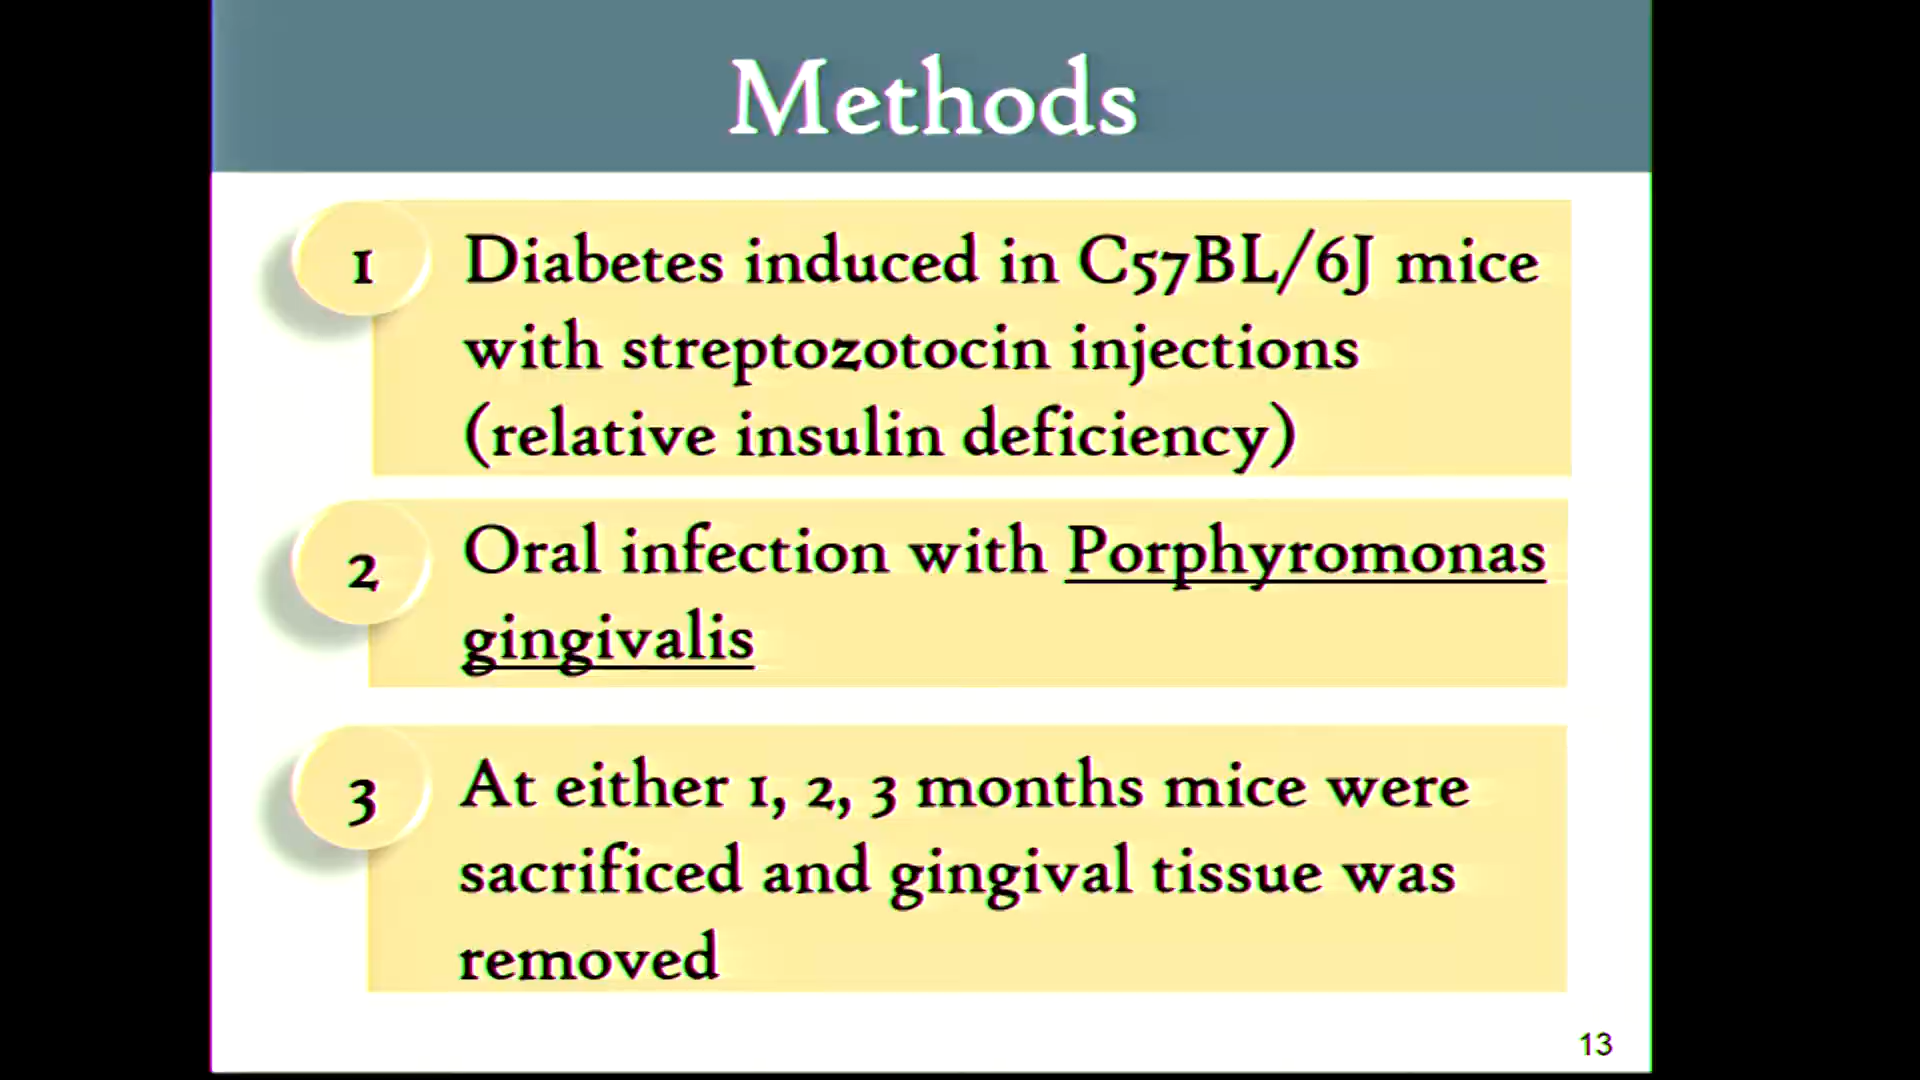 Methods
1
Diabetes induced in C57BL/6J mice
with streptozotocin injections
(relative insulin deficiency)
2
Oral infection with Porphyromonas
gingivalis
3
At either 1, 2, 3 months mice were
sacrificed and gingival tissue was
removed
13